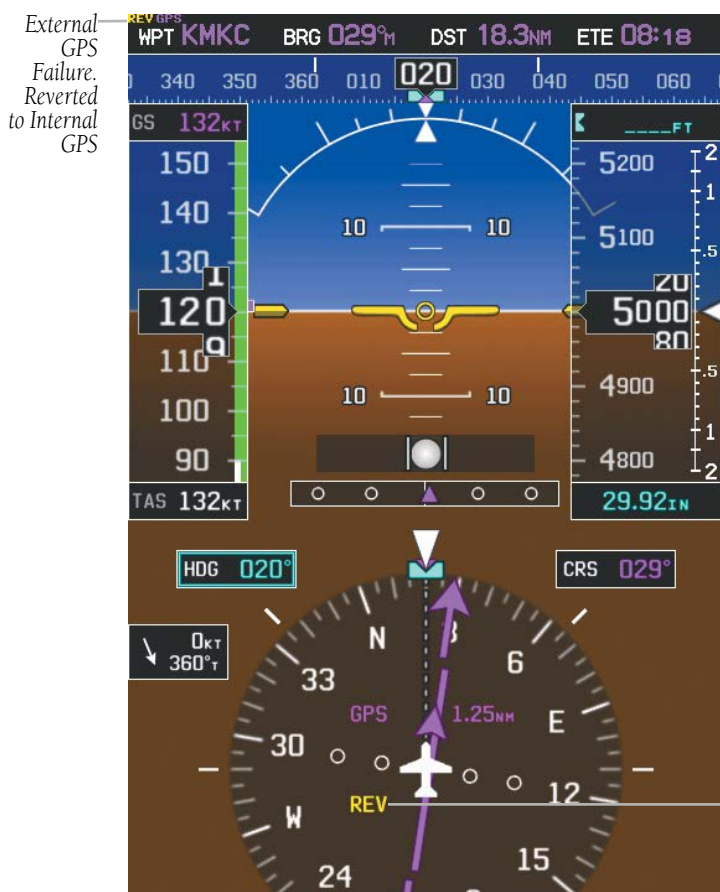 External
GPS
Failure.
Reverted
to Internal
GPS
REV GPS
WPT KMKC BRG 029°M DST 18.3NM ETE 08:18
340 350 360 010 020 030 040 050 060
GS 132KT
____FT
150
140
130
1
120
9
110
100
90
TAS 132KT
10 10
10 10
5200
5100
20
5000
80
4900
4800
2
1
.5
.5
1
2
29.92IN
HDG 020°
CRS 029°
0KT
360°T
N
3
6
E
12
15
24
W
30
33
GPS 1.25NM
REV